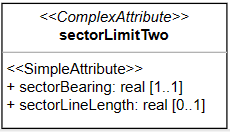 <<ComplexAttribute>>
sectorLimitTwo
<<SimpleAttribute>>
+ sectorBearing: real [1..1]
+ sectorLineLength: real [0..1]